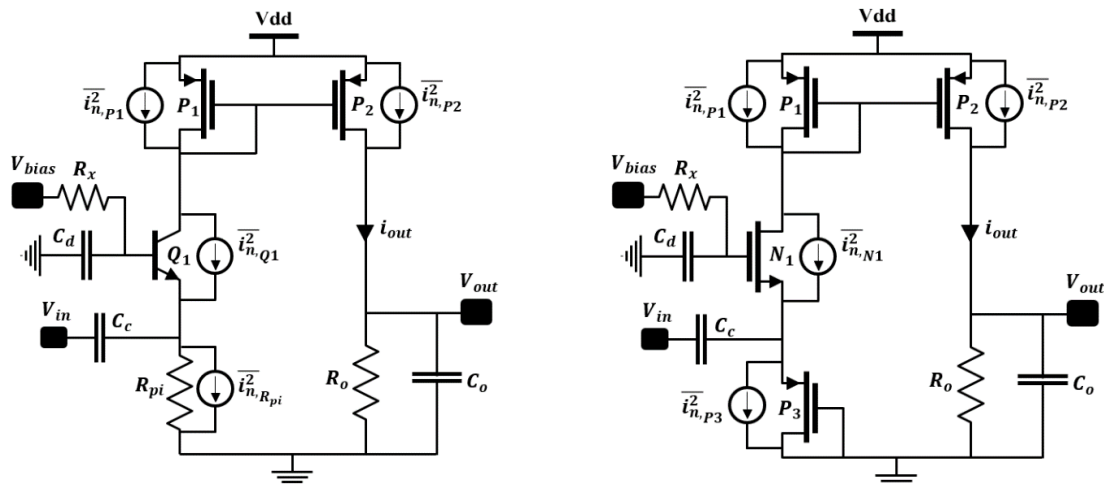 Vdd
Vdd
i²n,P1
P1
P2
i²n,P2
i²n,P1
P1
P2
i²n,P2
Vbias
Rx
Vbias
Rx
Cd
Q1
i²n,Q1
iout
Cd
N1
i²n,N1
iout
Vin
Cc
Vout
Vin
Cc
Vout
Rpi
i²n,Rpi
Ro
Co
i²n,P3
P3
Ro
Co